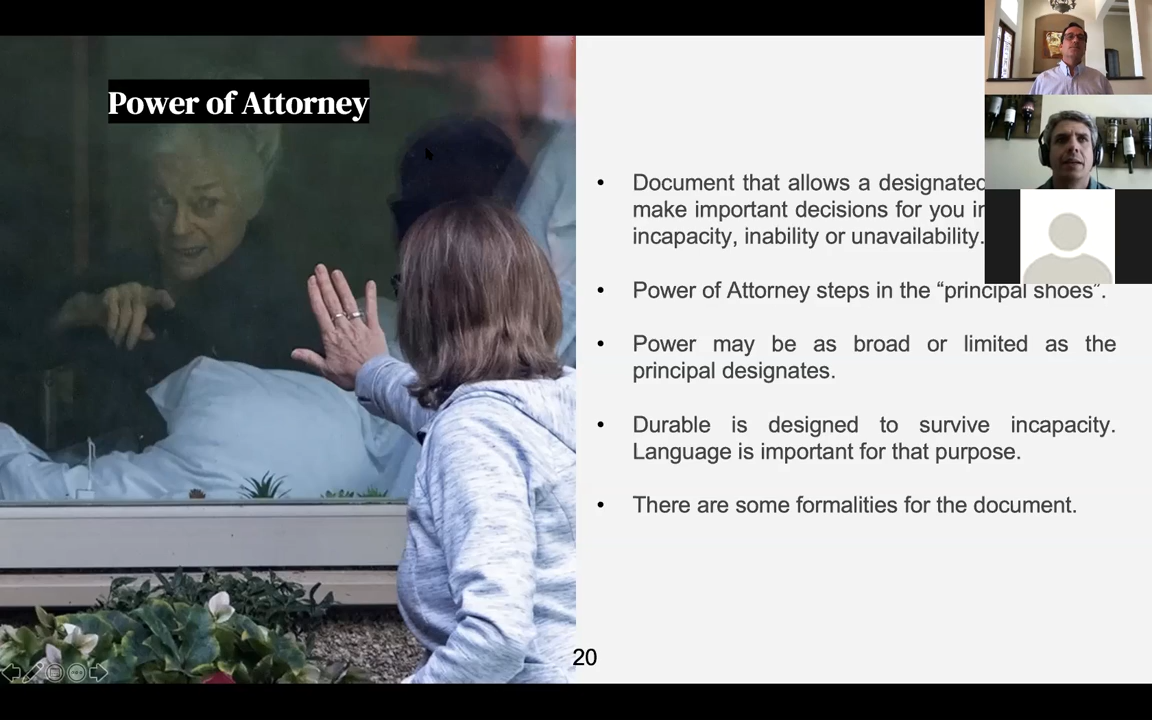 Power of Attorney
• Document that allows a designated
make important decisions for you in
incapacity, inability or unavailability.
• Power of Attorney steps in the “principal shoes”.
• Power may be as broad or limited as the
principal designates.
• Durable is designed to survive incapacity.
Language is important for that purpose.
• There are some formalities for the document.
20